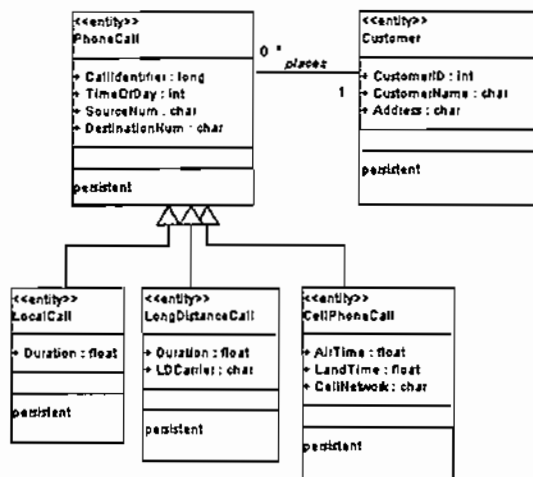 <<entity>>
PhoneCall
+ CallIdentifier : long
+ TimeOfDay : int
+ SourceNum : char
+ DestinationNum : char
persistent
0 *
places
1
<<entity>>
Customer
+ CustomerID : int
+ CustomerName : char
+ Address : char
persistent
<<entity>>
LocalCall
+ Duration : float
persistent
<<entity>>
LongDistanceCall
+ Duration : float
+ LDCarrier : char
persistent
<<entity>>
CellPhoneCall
+ AirTime : float
+ LandTime : float
+ CellNetwork : char
persistent